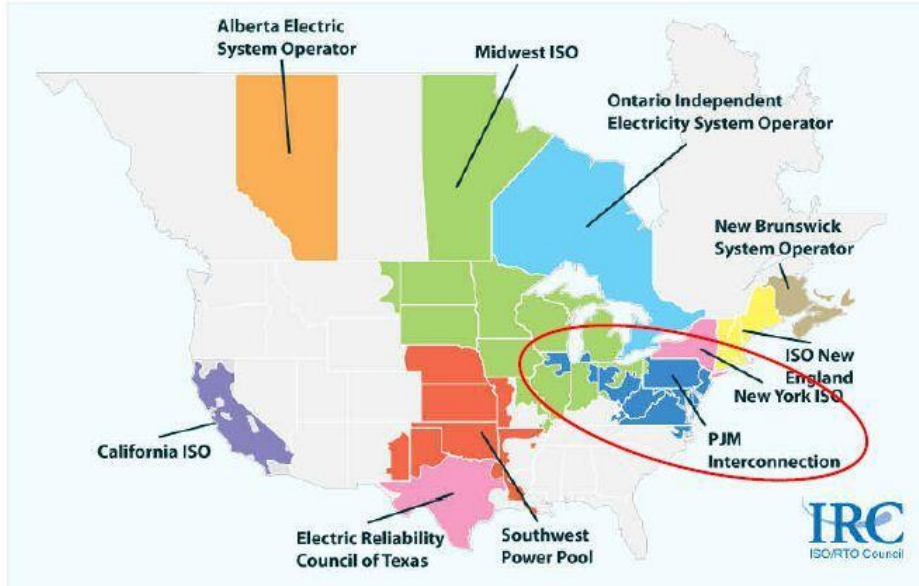 Alberta Electric
System Operator
Midwest ISO
Ontario Independent
Electricity System Operator
New Brunswick
System Operator
ISO New
England
New York ISO
PJM
Interconnection
California ISO
Electric Reliability
Council of Texas
Southwest
Power Pool
IRC
ISO/RTO Council